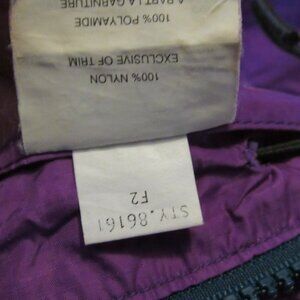 STY.86161
F2
100% NYLON
EXCLUSIVE OF TRIM
100% POLYAMIDE
A PART LA GARNITURE